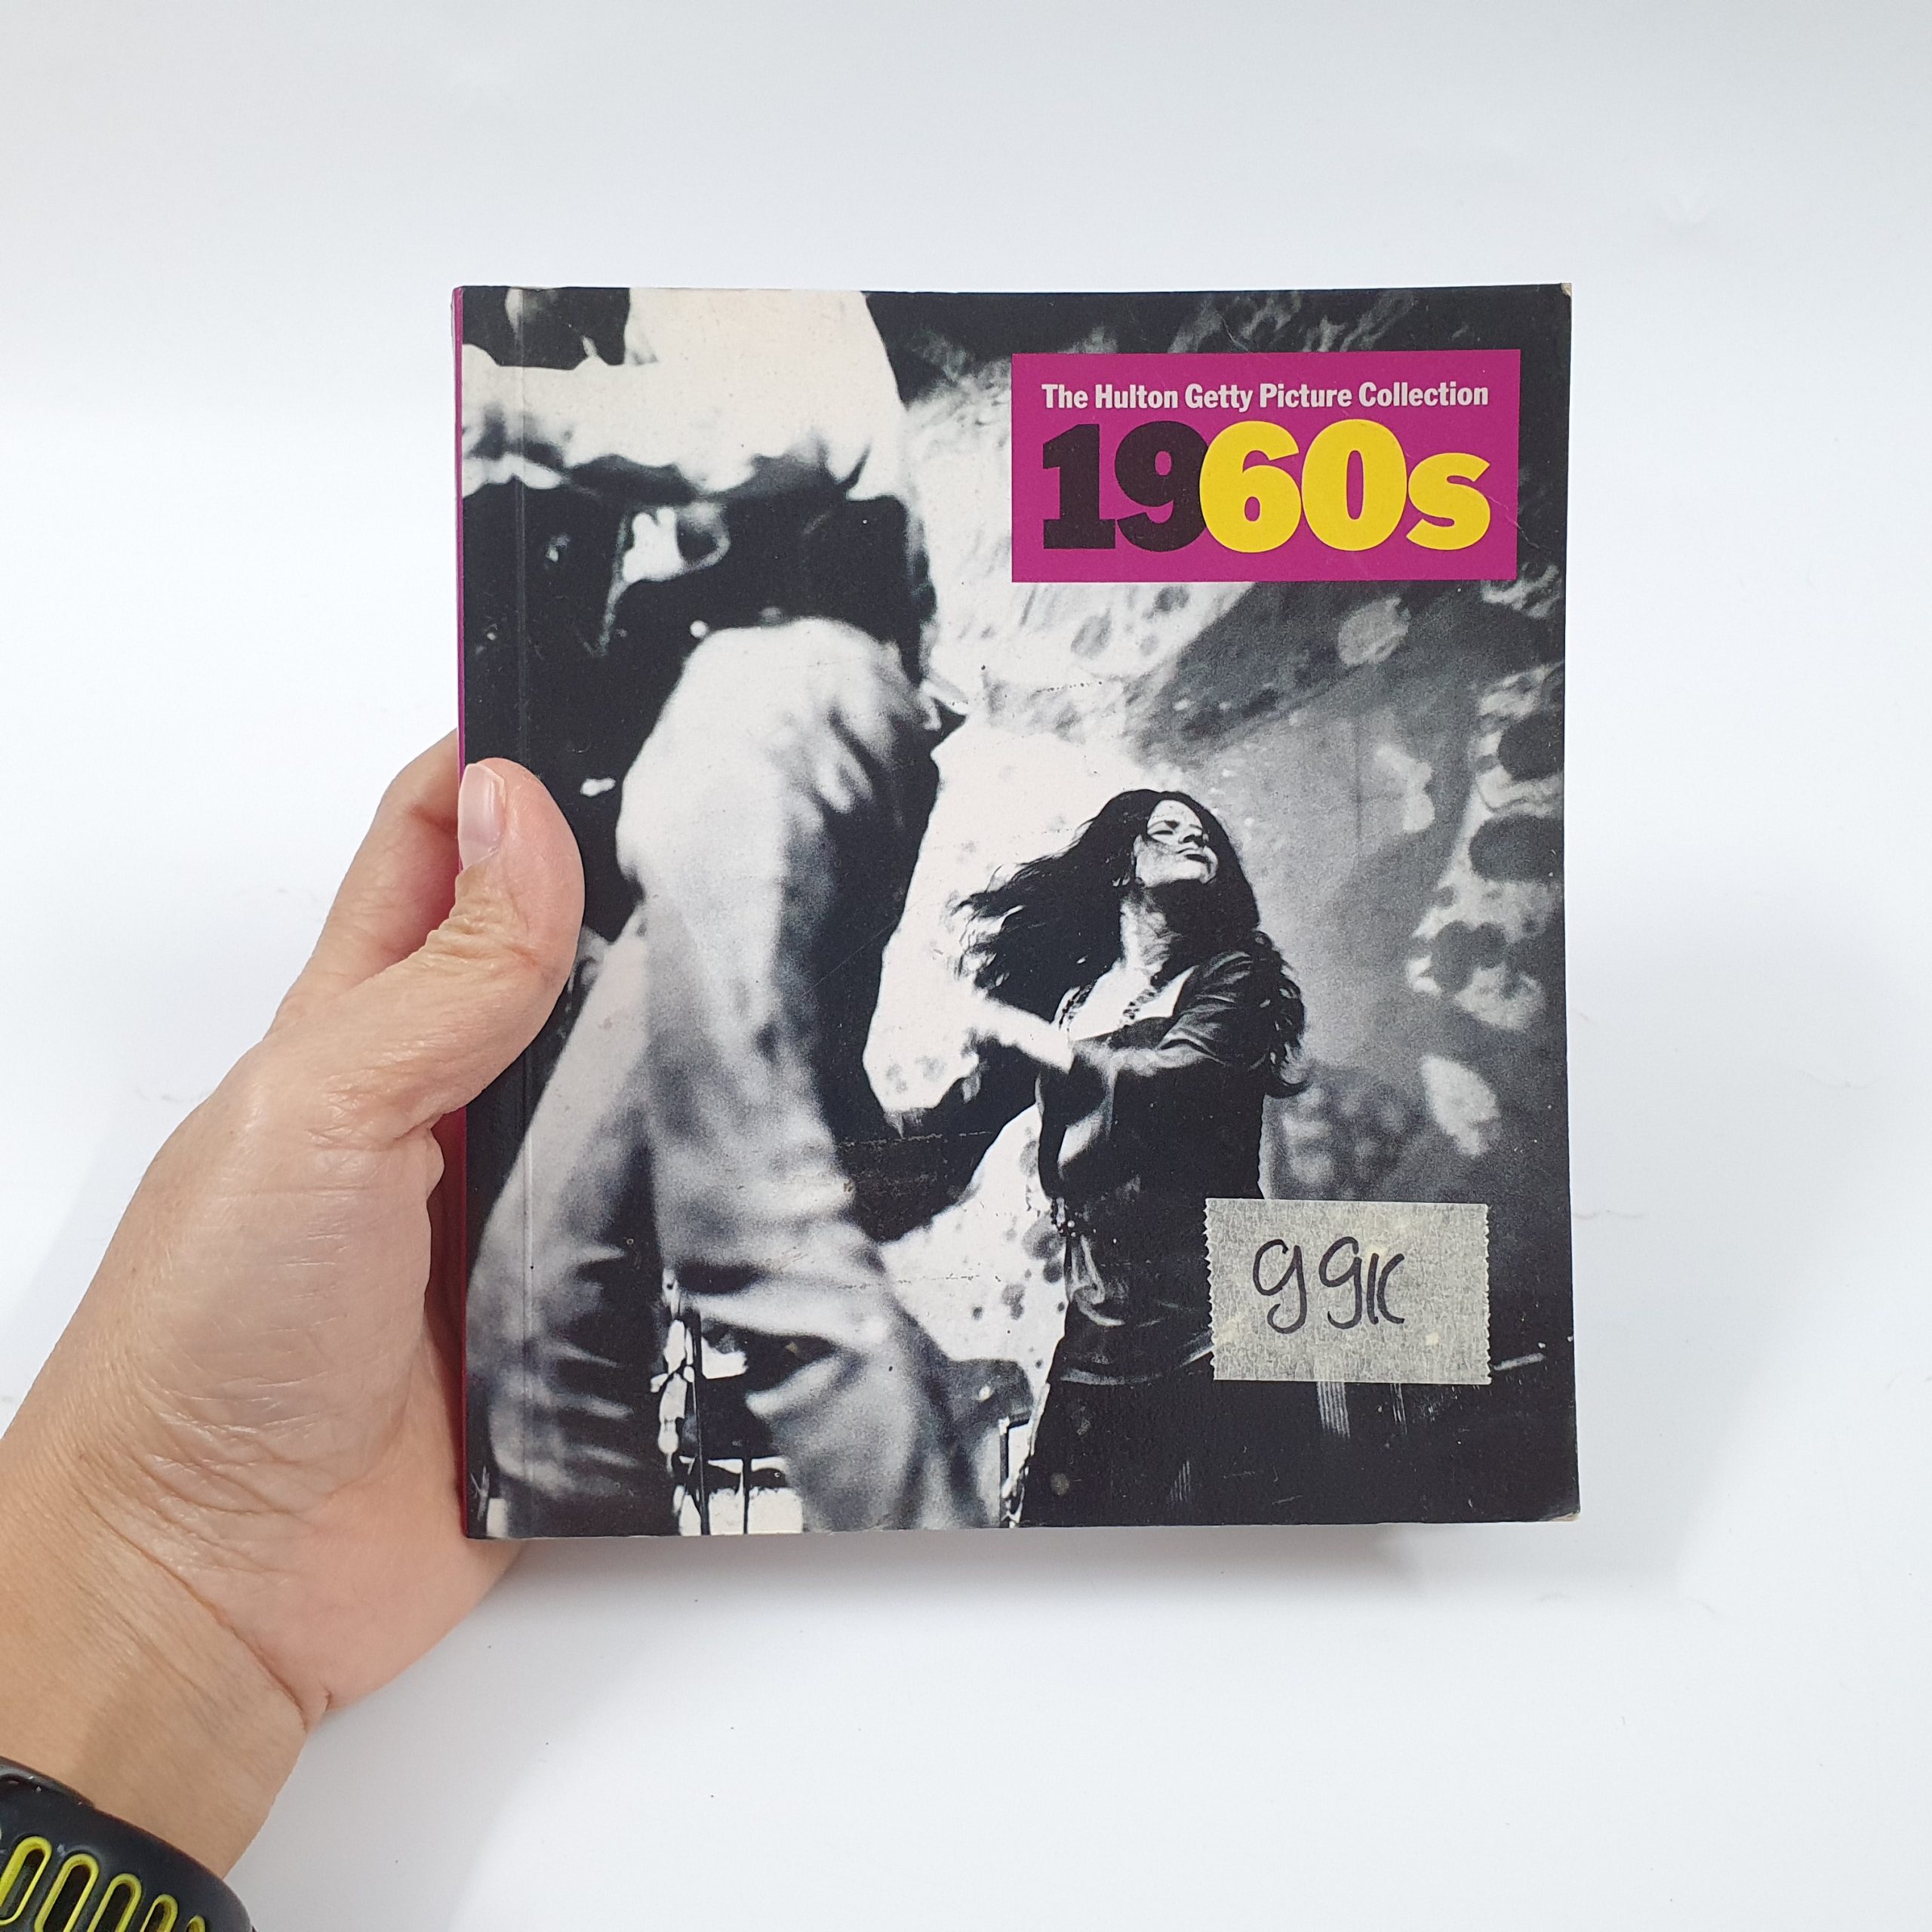 The Hulton Getty Picture Collection
1960s
99K